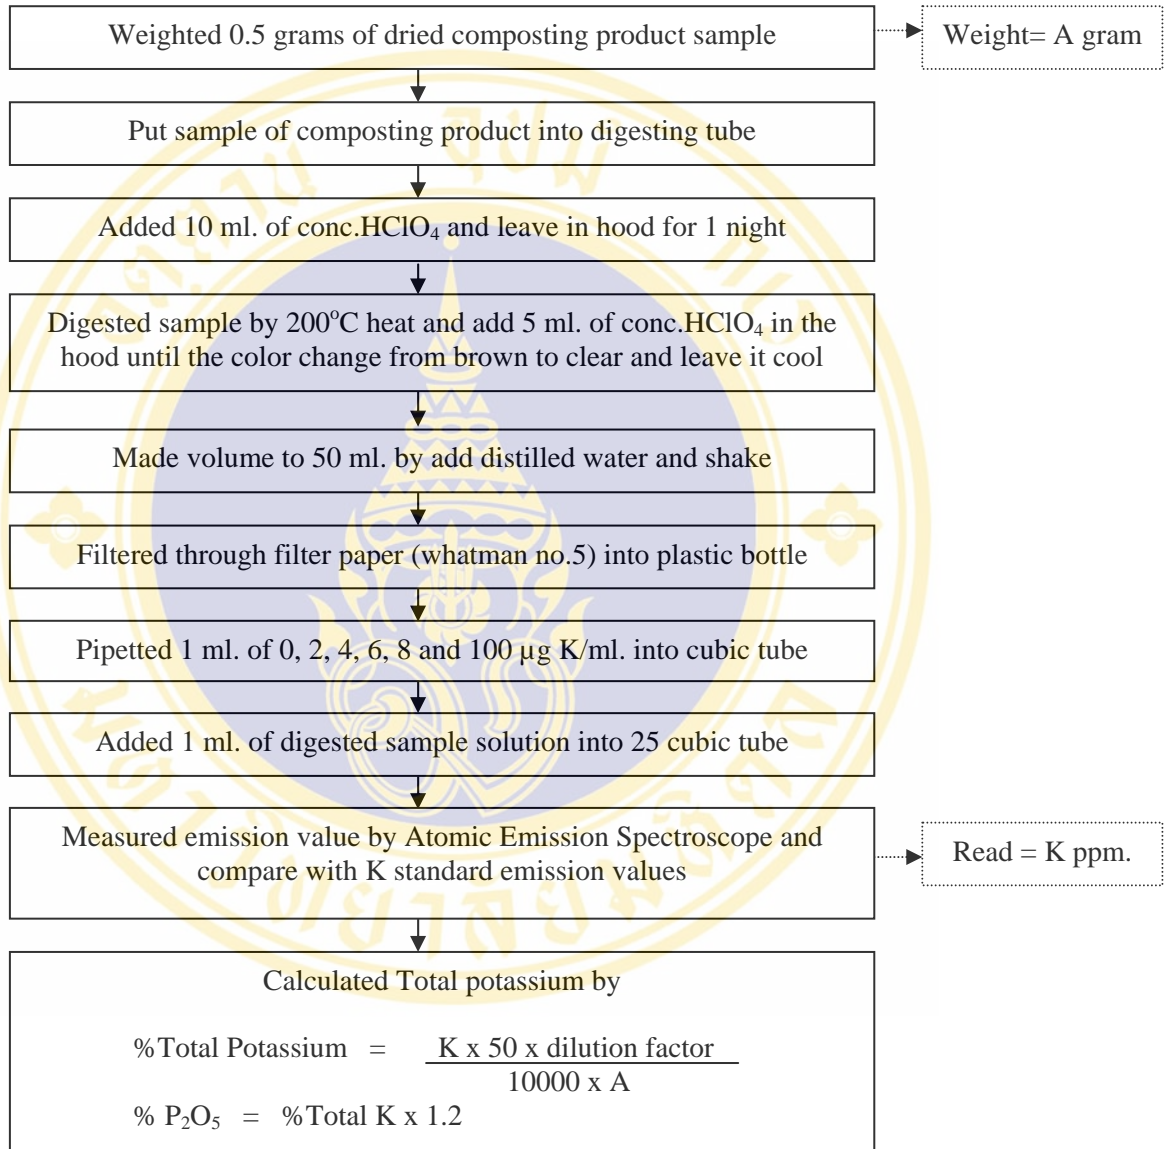 Weighted 0.5 grams of dried composting product sample
Weight= A gram
Put sample of composting product into digesting tube
Added 10 ml. of conc.HClO₄ and leave in hood for 1 night
Digested sample by 200°C heat and add 5 ml. of conc.HClO₄ in the
hood until the color change from brown to clear and leave it cool
Made volume to 50 ml. by add distilled water and shake
Filtered through filter paper (whatman no.5) into plastic bottle
Pipetted 1 ml. of 0, 2, 4, 6, 8 and 100 µg K/ml. into cubic tube
Added 1 ml. of digested sample solution into 25 cubic tube
Measured emission value by Atomic Emission Spectroscope and
compare with K standard emission values
Read = K ppm.
Calculated Total potassium by
%Total Potassium = K x 50 x dilution factor
10000 x A
% P₂O₅ = %Total K x 1.2